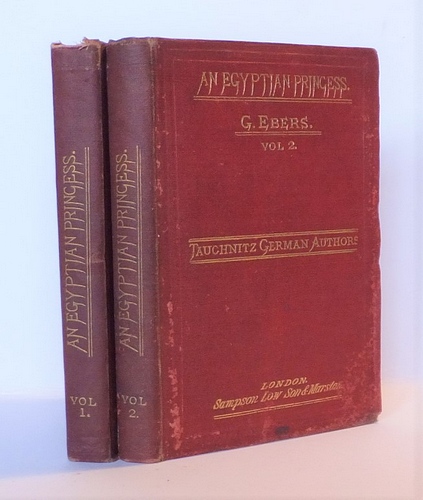 AN EGYPTIAN PRINCESS.
VOL
1.
AN EGYPTIAN PRINCESS.
VOL
2.
AN EGYPTIAN PRINCESS.
G. EBERS.
VOL 2.
TAUCHNITZ GERMAN AUTHORS
LONDON.
Sampson Low Son & Marston